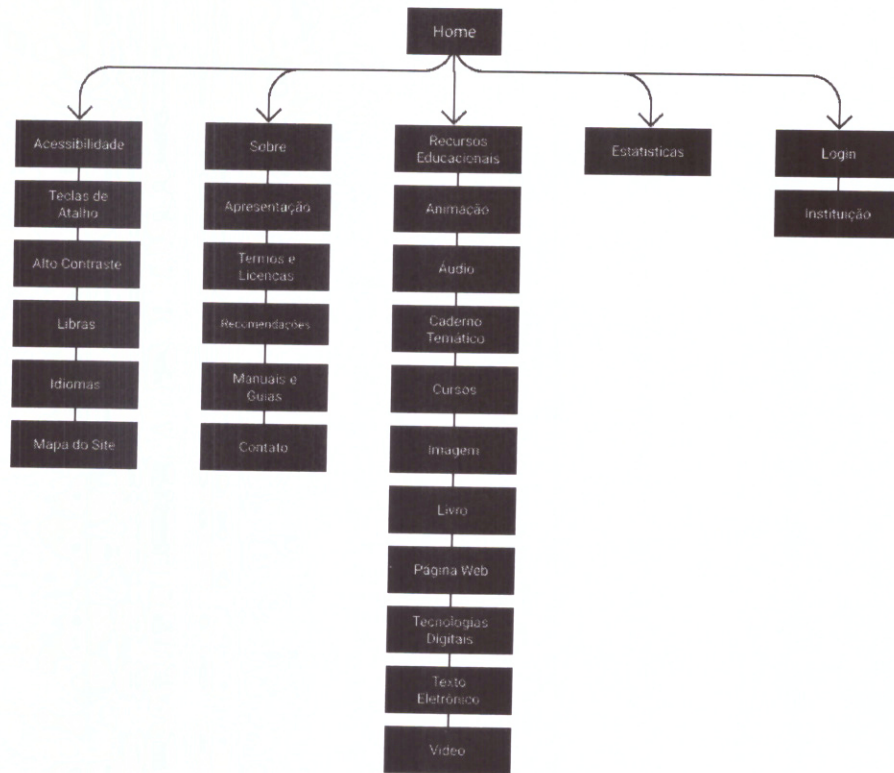 Home
Acessibilidade
Teclas de
Atalho
Alto Contraste
Libras
Idiomas
Mapa do Site
Sobre
Apresentação
Termos e
Licenças
Recomendações
Manuais e
Guias
Contato
Recursos
Educacionais
Animação
Áudio
Caderno
Temático
Cursos
Imagem
Livro
Página Web
Tecnologias
Digitais
Texto
Eletrônico
Vídeo
Estatísticas
Login
Instituição